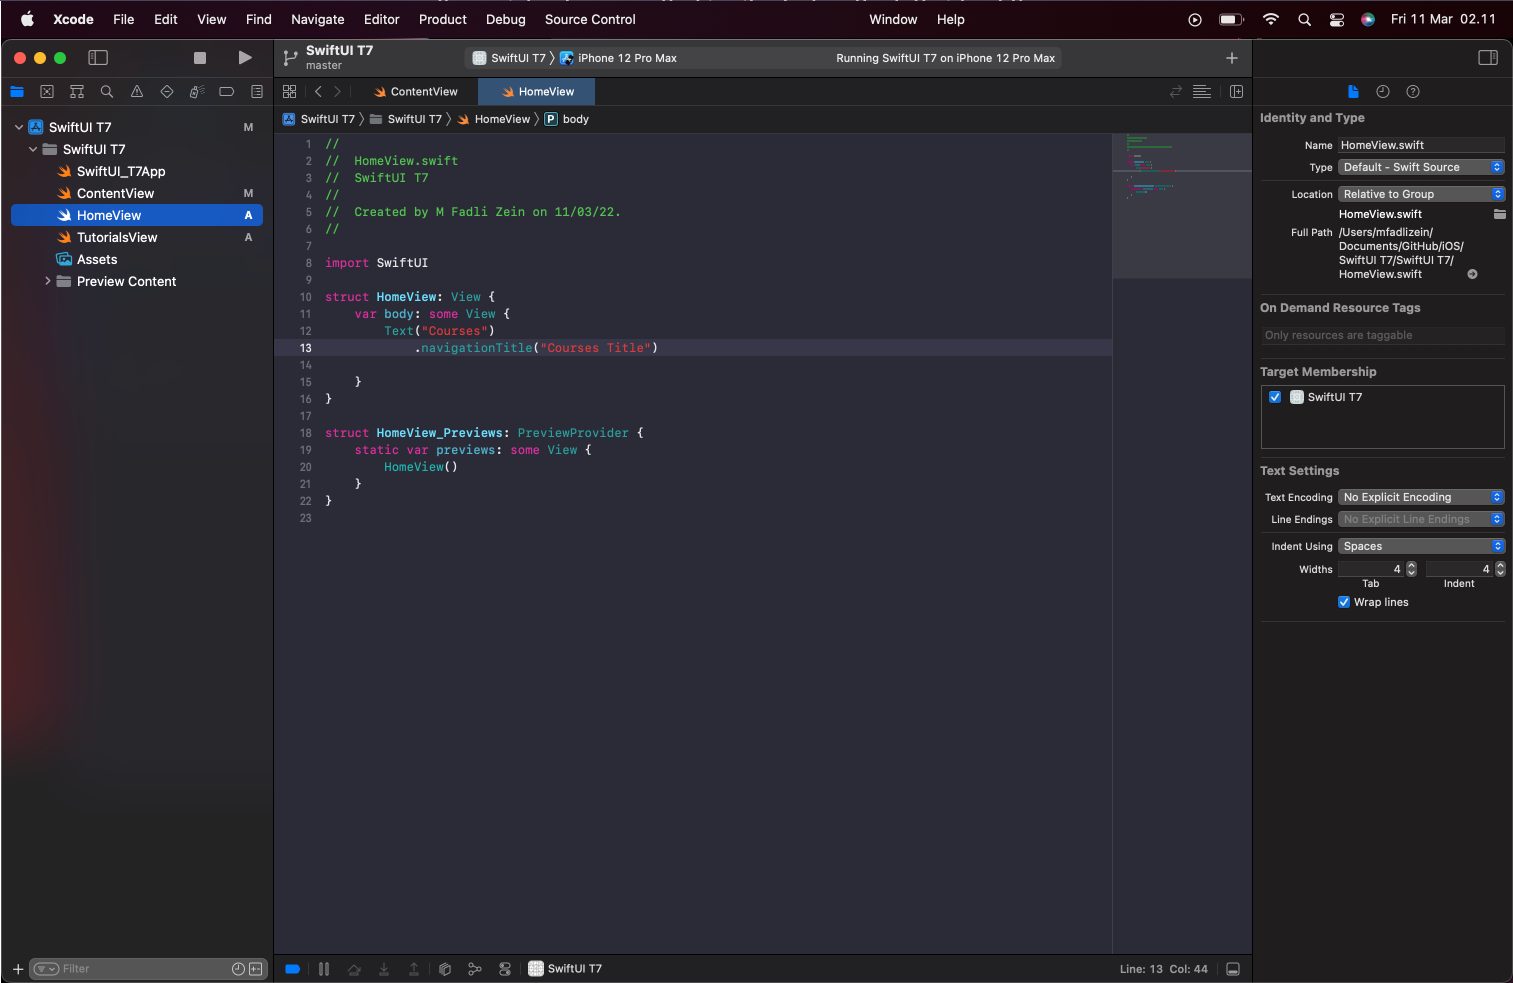 Xcode File Edit View Find Navigate Editor Product Debug Source Control Window Help Fri 11 Mar 02.11
SwiftUI T7
master
SwiftUI T7 iPhone 12 Pro Max Running SwiftUI T7 on iPhone 12 Pro Max
ContentView HomeView
SwiftUI T7 SwiftUI T7 HomeView P body
SwiftUI T7 M
SwiftUI T7
SwiftUI_T7App
ContentView M
HomeView A
TutorialsView A
Assets
Preview Content
Filter
1 //
2 // HomeView.swift
3 // SwiftUI T7
4 //
5 // Created by M Fadli Zein on 11/03/22.
6 //
7
8 import SwiftUI
9
10 struct HomeView: View {
11 var body: some View {
12 Text("Courses")
13 .navigationTitle("Courses Title")
14
15 }
16 }
17
18 struct HomeView_Previews: PreviewProvider {
19 static var previews: some View {
20 HomeView()
21 }
22 }
23
SwiftUI T7
Line: 13 Col: 44
Identity and Type
Name HomeView.swift
Type Default - Swift Source
Location Relative to Group
HomeView.swift
Full Path /Users/mfadlizein/
Documents/GitHub/iOS/
SwiftUI T7/SwiftUI T7/
HomeView.swift
On Demand Resource Tags
Only resources are taggable
Target Membership
SwiftUI T7
Text Settings
Text Encoding No Explicit Encoding
Line Endings No Explicit Line Endings
Indent Using Spaces
Widths 4 4
Tab Indent
Wrap lines